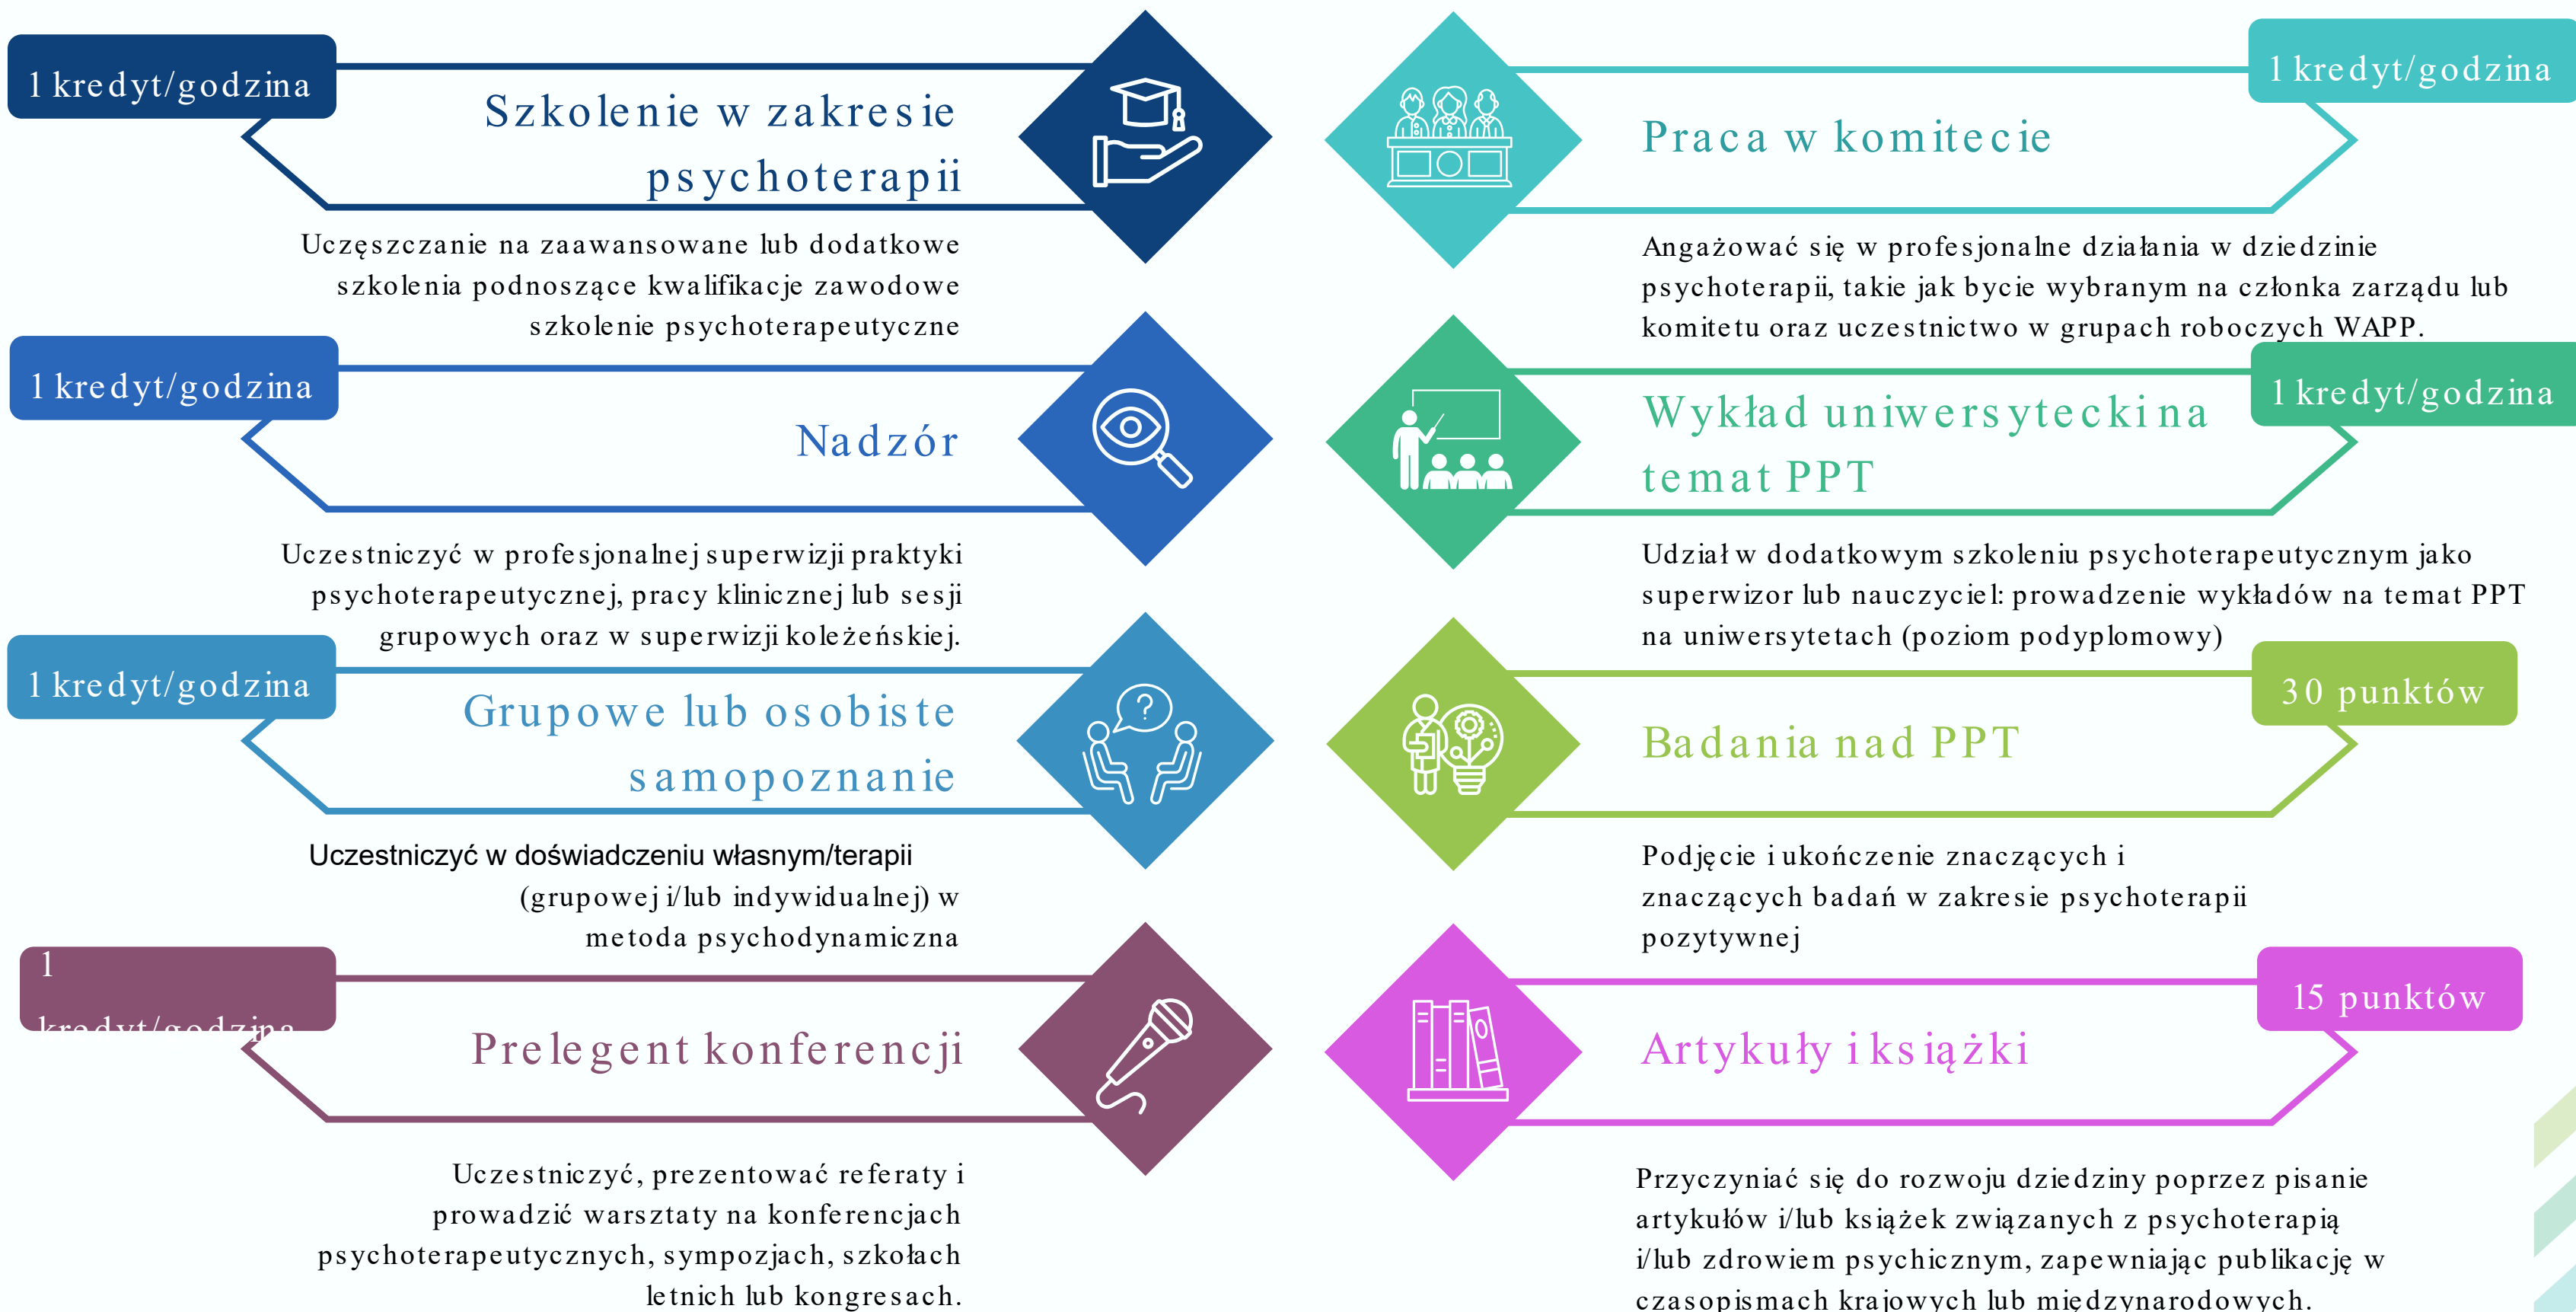 1 kredyt/godzina
Szkolenie w zakresie
psychoterapii
Uczęszczanie na zaawansowane lub dodatkowe
szkolenia podnoszące kwalifikacje zawodowe
szkolenie psychoterapeutyczne
1 kredyt/godzina
Nadzór
Uczestniczyć w profesjonalnej superwizji praktyki
psychoterapeutycznej, pracy klinicznej lub sesji
grupowych oraz w superwizji koleżeńskiej.
1 kredyt/godzina
Grupowe lub osobiste
samopoznanie
Uczestniczyć w doświadczeniu własnym/terapii
(grupowej i/lub indywidualnej) w
metoda psychodynamiczna
1
kredyt/godzina
Prelegent konferencji
Uczestniczyć, prezentować referaty i
prowadzić warsztaty na konferencjach
psychoterapeutycznych, sympozjach, szkołach
letnich lub kongresach.
1 kredyt/godzina
Praca w komitecie
Angażować się w profesjonalne działania w dziedzinie
psychoterapii, takie jak bycie wybranym na członka zarządu lub
komitetu oraz uczestnictwo w grupach roboczych WAPP.
1 kredyt/godzina
Wykład uniwersytecki na
temat PPT
Udział w dodatkowym szkoleniu psychoterapeutycznym jako
superwizor lub nauczyciel: prowadzenie wykładów na temat PPT
na uniwersytetach (poziom podyplomowy)
30 punktów
Badania nad PPT
Podjęcie i ukończenie znaczących i
znaczących badań w zakresie psychoterapii
pozytywnej
15 punktów
Artykuły i książki
Przyczyniać się do rozwoju dziedziny poprzez pisanie
artykułów i/lub książek związanych z psychoterapią
i/lub zdrowiem psychicznym, zapewniając publikację w
czasopismach krajowych lub międzynarodowych.